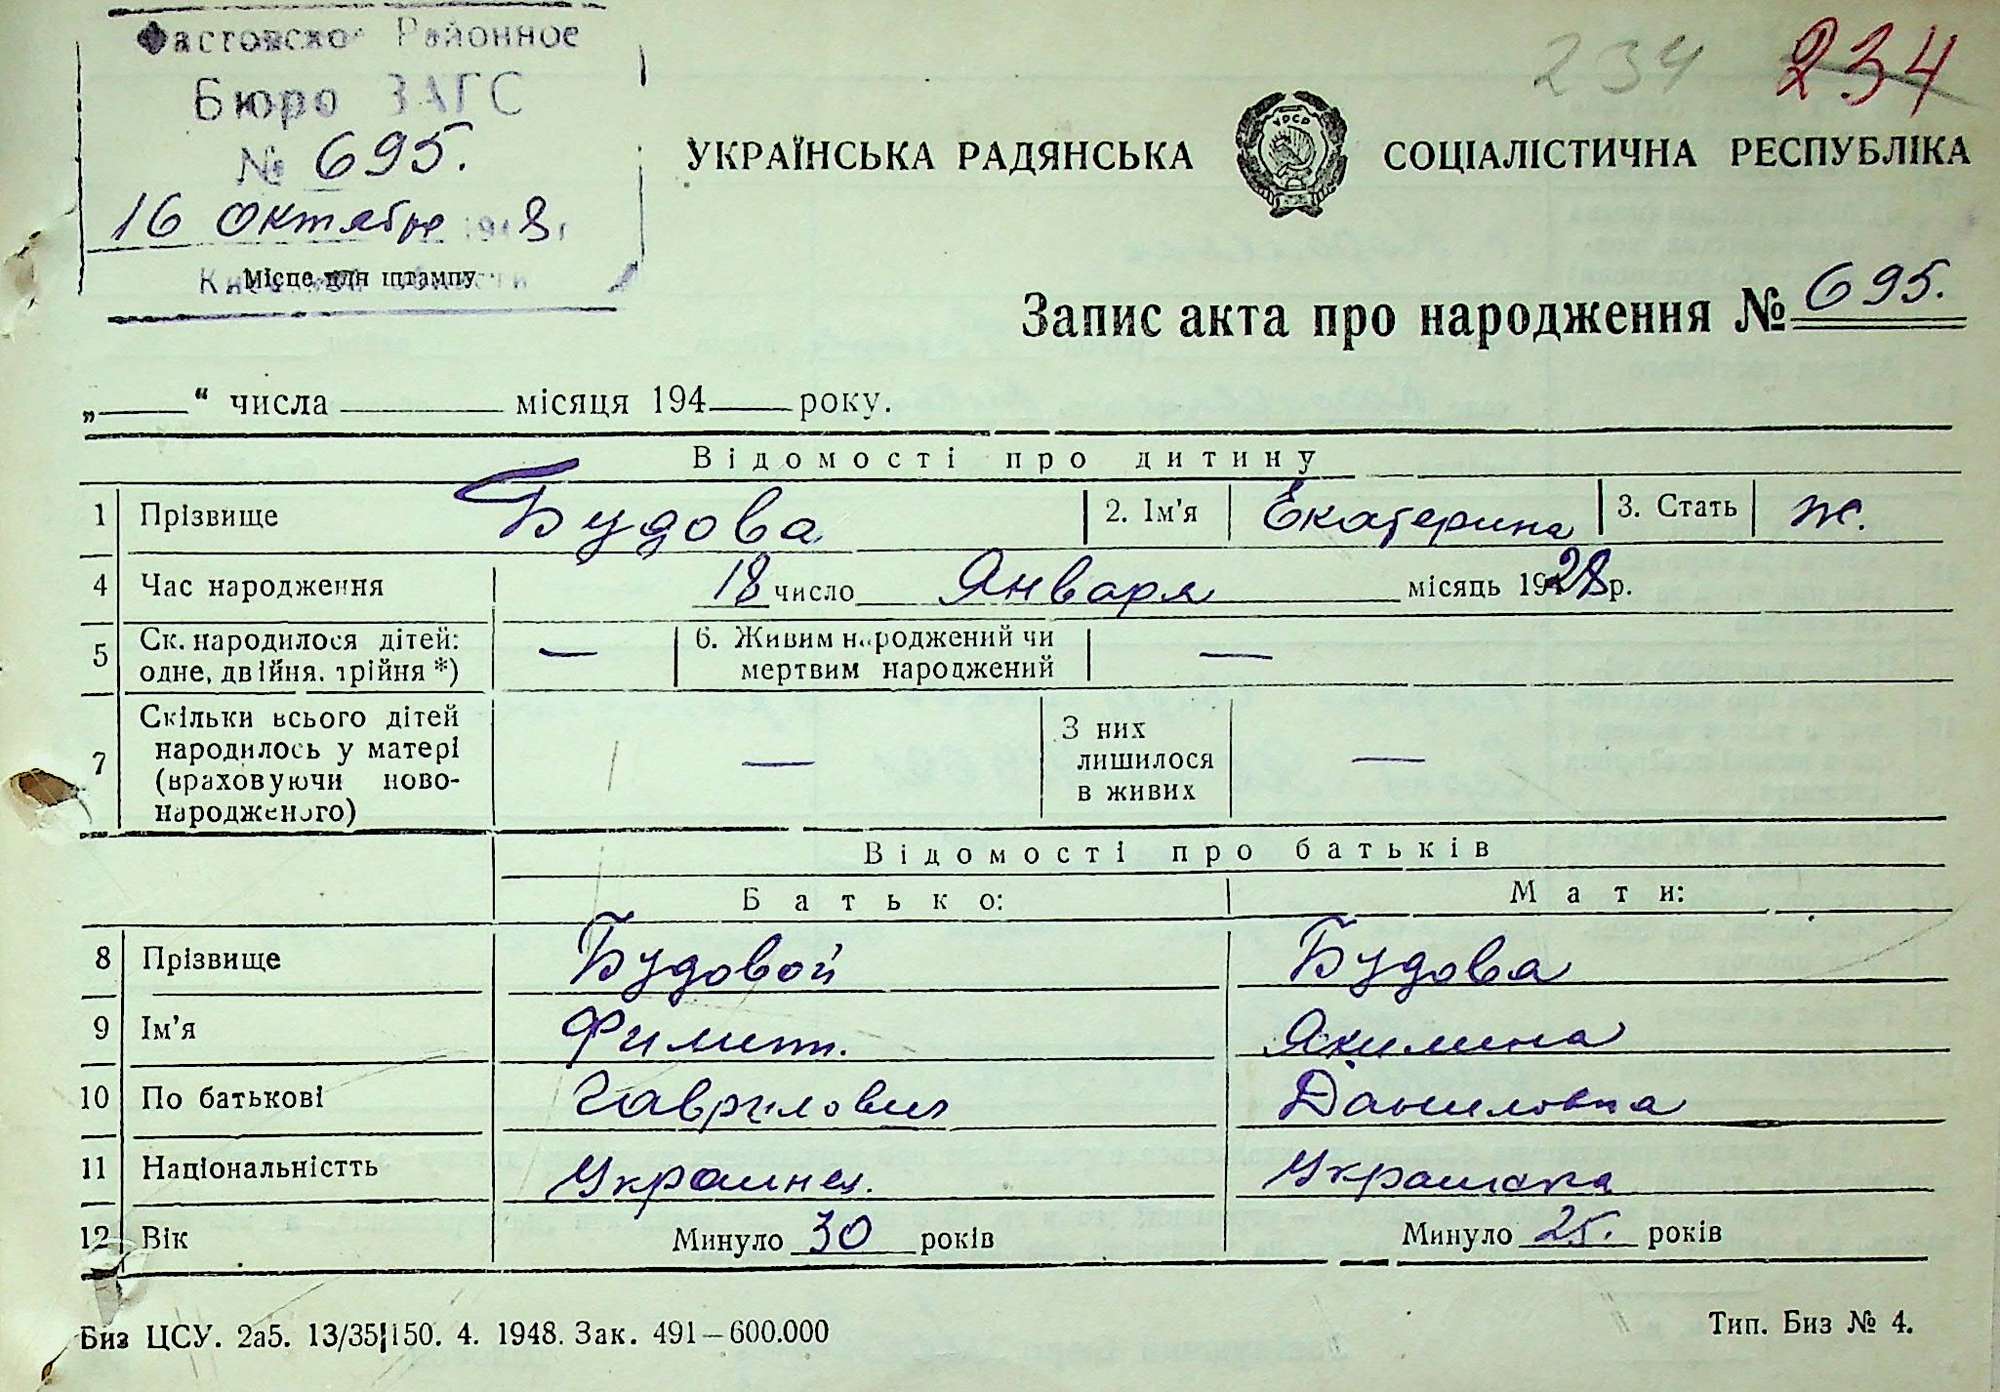 Фастовское Районное
Бюро ЗАГС
№ 695.
16 Октября 1948 г
Місце для штампу
234 234
УКРАЇНСЬКА РАДЯНСЬКА СОЦІАЛІСТИЧНА РЕСПУБЛІКА
УРСР
Запис акта про народження № 695.
„ “ числа місяця 194 року.
Відомості про дитину
1 Прізвище Будова 2. Ім'я Екатерина 3. Стать ж.
4 Час народження 18 число Января місяць 1928 р.
5 Ск. народилося дітей: одне, двійня, трійня *) — 6. Живим народжений чи мертвим народжений —
7 Скільки всього дітей народилось у матері (враховуючи ново-народженого) — З них лишилося в живих —
Відомості про батьків
Батько: Мати:
8 Прізвище Будовой Будова
9 Ім'я Филипп. Якилина
10 По батькові Гаврилович Даниловна
11 Національністть Украинец. Украинка
12 Вік Минуло 30 років Минуло 25. років
Биз ЦСУ. 2а5. 13/35|150. 4. 1948. Зак. 491—600.000 Тип. Биз № 4.